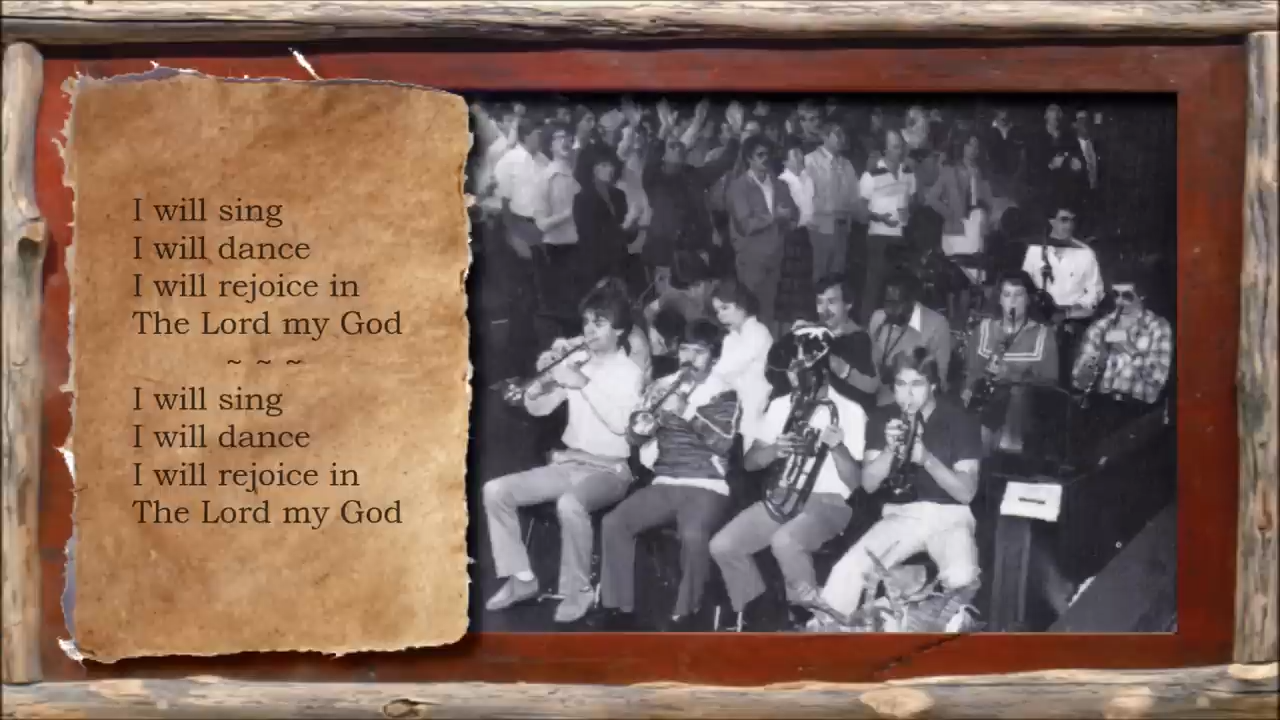 I will sing
I will dance
I will rejoice in
The Lord my God
~ ~ ~
I will sing
I will dance
I will rejoice in
The Lord my God